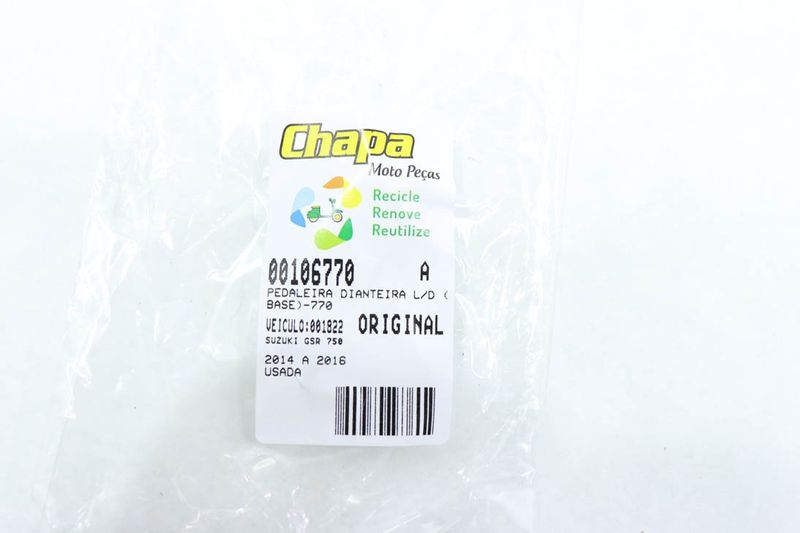 Chapa
Moto Peças
Recicle
Renove
Reutilize
00106770 A
PEDALEIRA DIANTEIRA L/D (
BASE)-770
VEICULO:001822 ORIGINAL
SUZUKI GSR 750
2014 A 2016
USADA